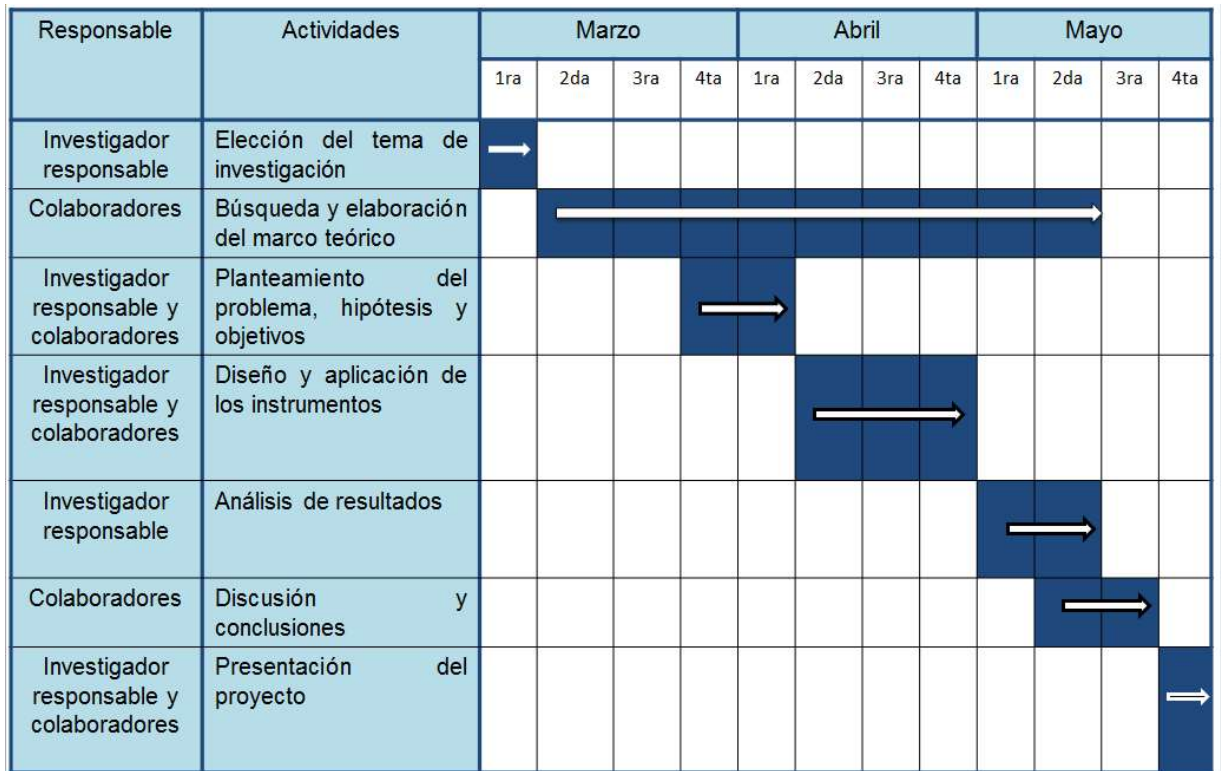 Responsable Actividades Marzo Abril Mayo
1ra 2da 3ra 4ta 1ra 2da 3ra 4ta 1ra 2da 3ra 4ta
Investigador
responsable
Elección del tema de
investigación
Colaboradores
Búsqueda y elaboración
del marco teórico
Investigador
responsable y
colaboradores
Planteamiento del
problema, hipótesis y
objetivos
Investigador
responsable y
colaboradores
Diseño y aplicación de
los instrumentos
Investigador
responsable
Análisis de resultados
Colaboradores
Discusión y
conclusiones
Investigador
responsable y
colaboradores
Presentación del
proyecto